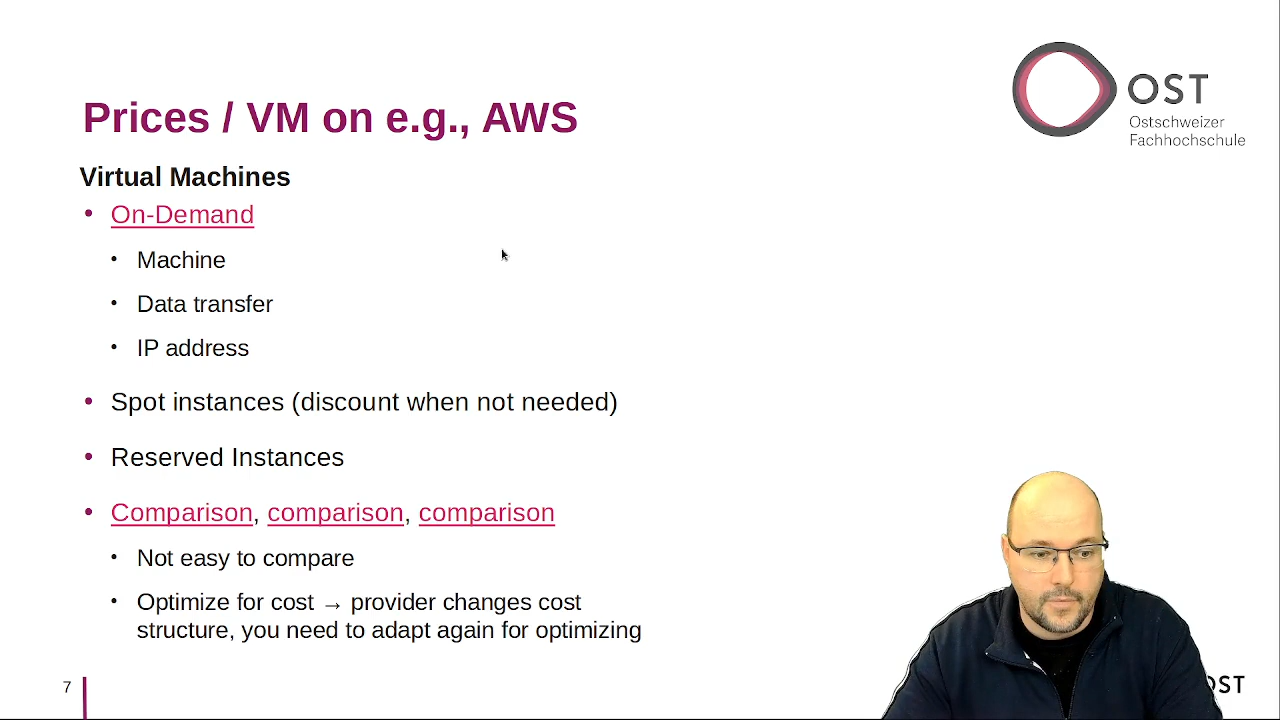 OST
Ostschweizer
Fachhochschule
Prices / VM on e.g., AWS
Virtual Machines
• On-Demand
• Machine
• Data transfer
• IP address
• Spot instances (discount when not needed)
• Reserved Instances
• Comparison, comparison, comparison
• Not easy to compare
• Optimize for cost → provider changes cost
structure, you need to adapt again for optimizing
7
OST